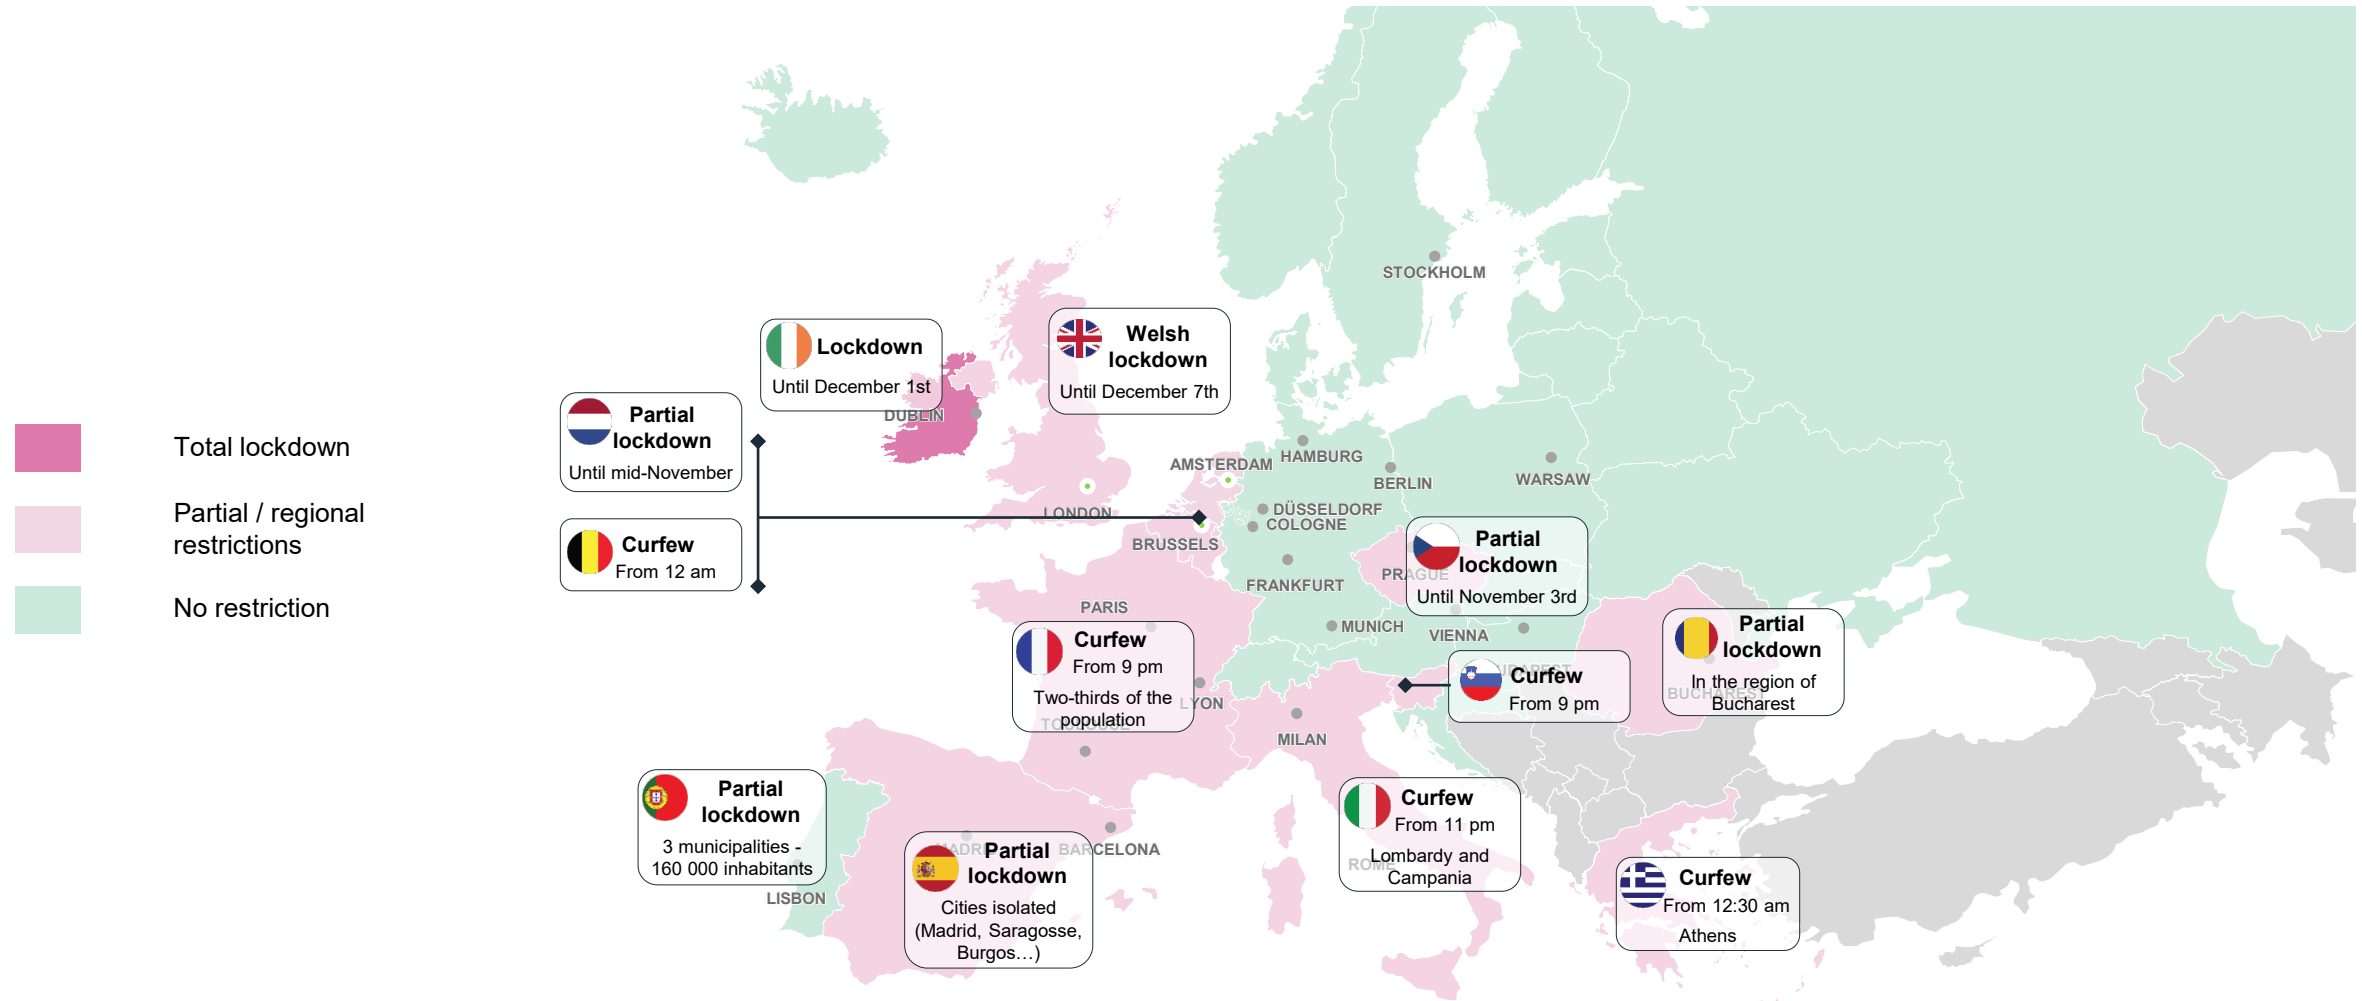 Total lockdown
Partial / regional
restrictions
No restriction
STOCKHOLM
Lockdown
Until December 1st
DUBLIN
Welsh
lockdown
Until December 7th
Partial
lockdown
Until mid-November
Curfew
From 12 am
AMSTERDAM
HAMBURG
BERLIN
WARSAW
LONDON
DÜSSELDORF
COLOGNE
BRUSSELS
FRANKFURT
PRAGUE
Partial
lockdown
Until November 3rd
PARIS
MUNICH
VIENNA
Curfew
From 9 pm
Two-thirds of the
population
LYON
TOULOUSE
BUDAPEST
Curfew
From 9 pm
Partial
lockdown
In the region of
Bucharest
BUCHAREST
MILAN
Partial
lockdown
3 municipalities -
160 000 inhabitants
LISBON
MADRID
BARCELONA
Partial
lockdown
Cities isolated
(Madrid, Saragosse,
Burgos…)
Curfew
From 11 pm
Lombardy and
Campania
ROME
Curfew
From 12:30 am
Athens